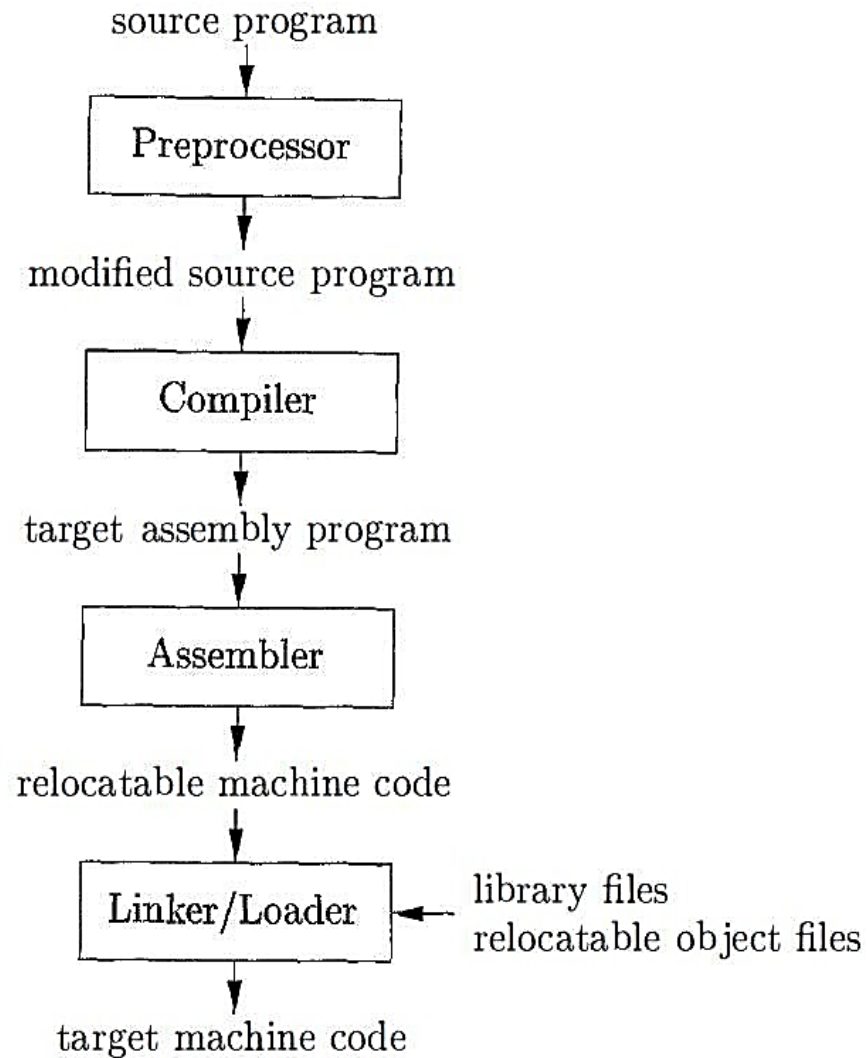 source program
Preprocessor
modified source program
Compiler
target assembly program
Assembler
relocatable machine code
Linker/Loader
library files
relocatable object files
target machine code